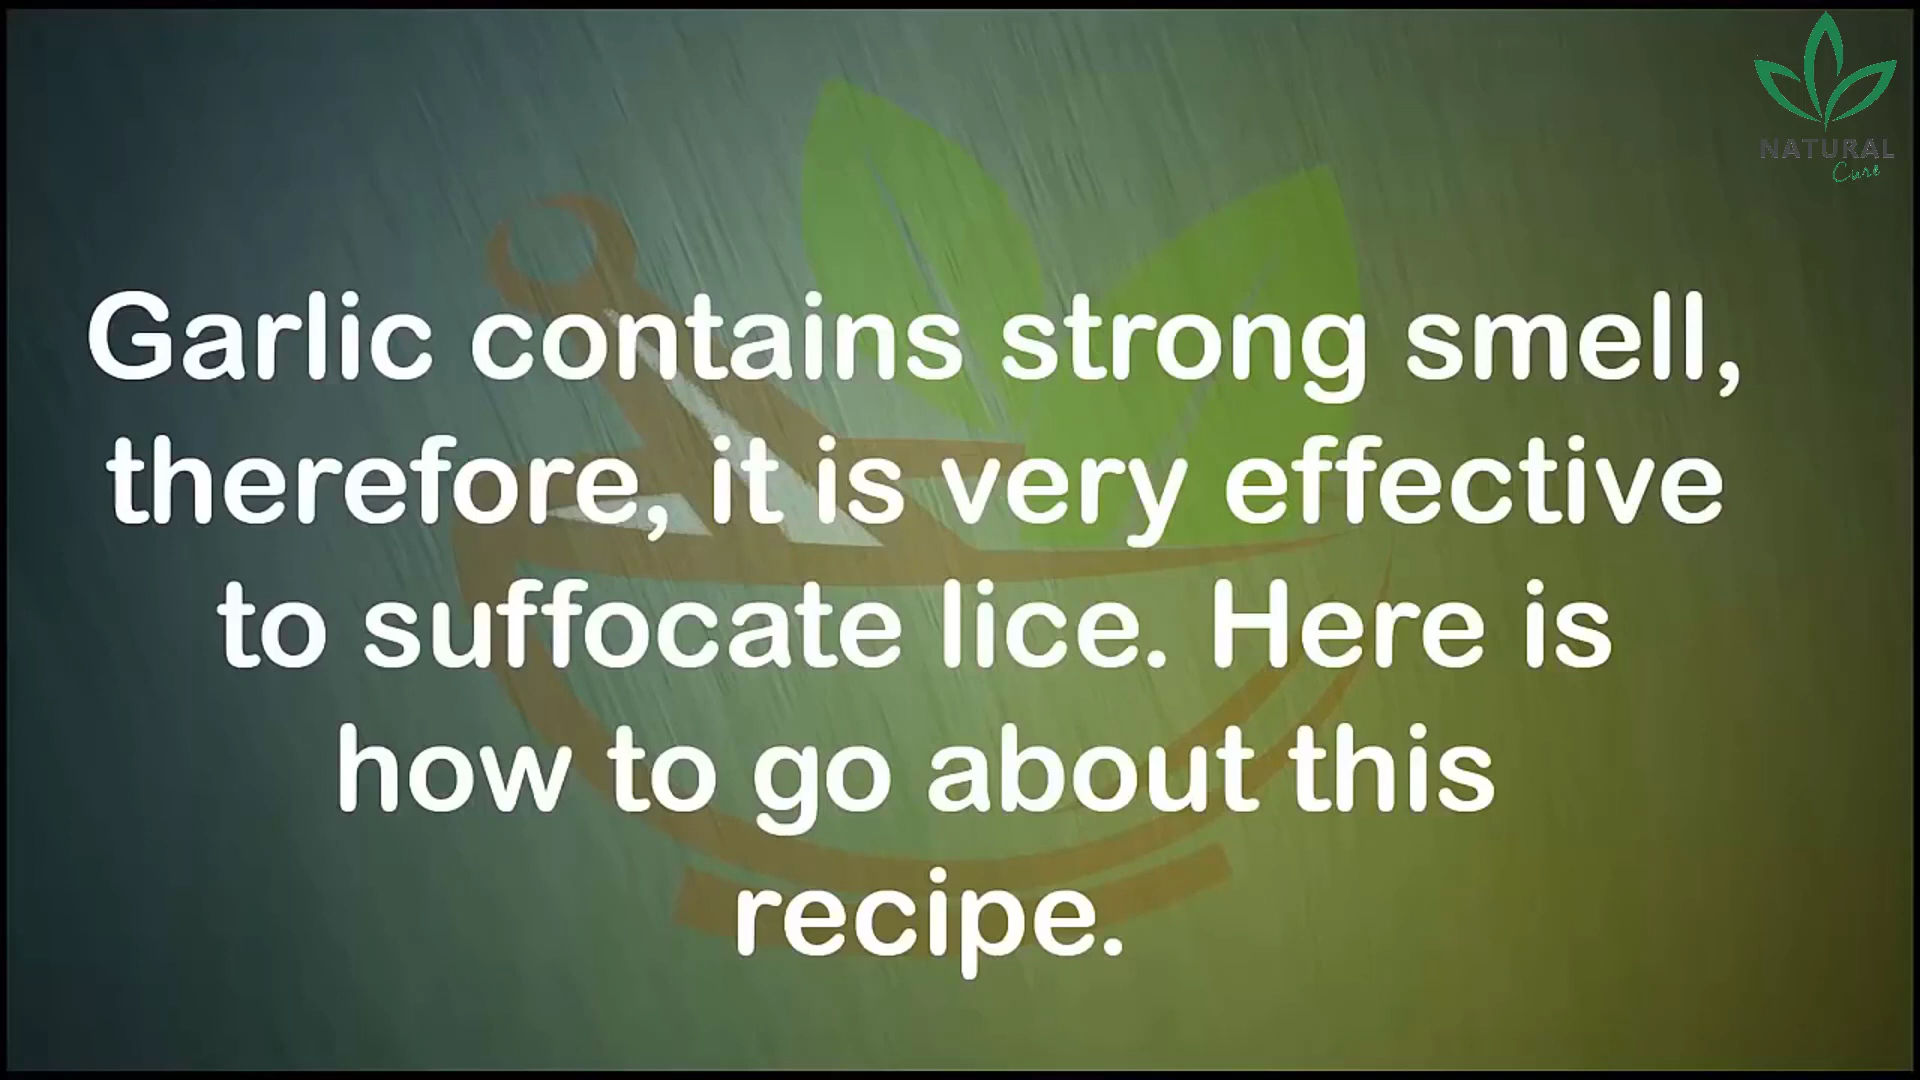 NATURAL
Cure
Garlic contains strong smell,
therefore, it is very effective
to suffocate lice. Here is
how to go about this
recipe.